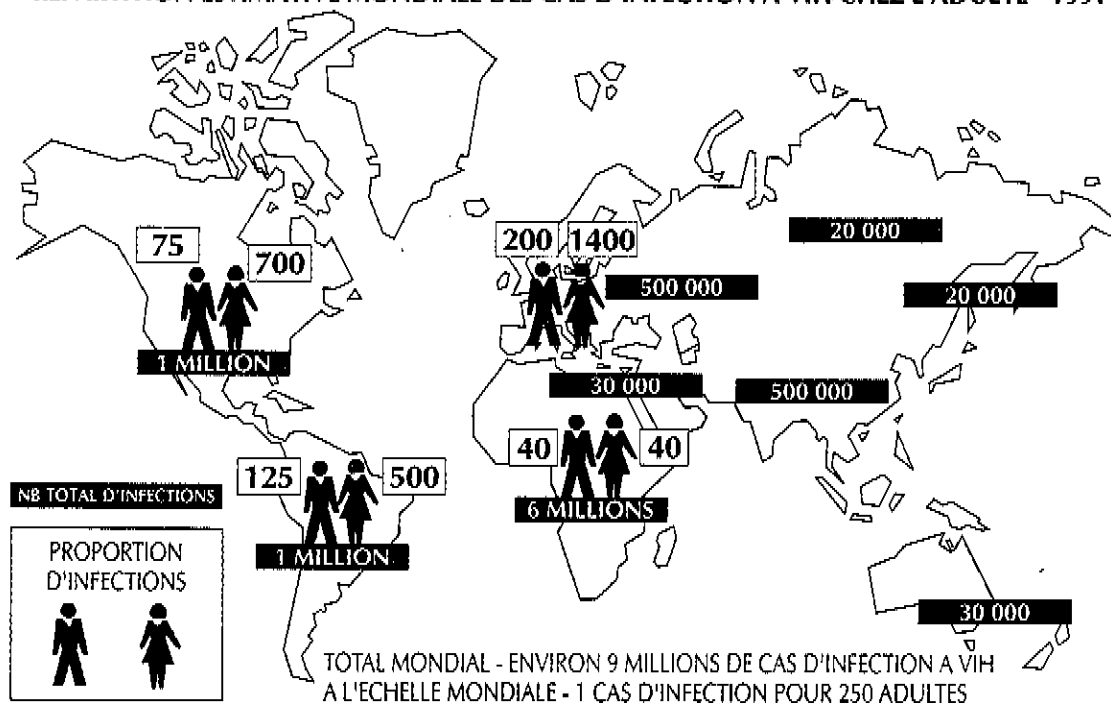 75
700
1 MILLION
200
1400
500 000
20 000
20 000
30 000
500 000
40
40
6 MILLIONS
125
500
1 MILLION
30 000
NB TOTAL D'INFECTIONS
PROPORTION
D'INFECTIONS
TOTAL MONDIAL - ENVIRON 9 MILLIONS DE CAS D'INFECTION A VIH
A L'ECHELLE MONDIALE - 1 CAS D'INFECTION POUR 250 ADULTES